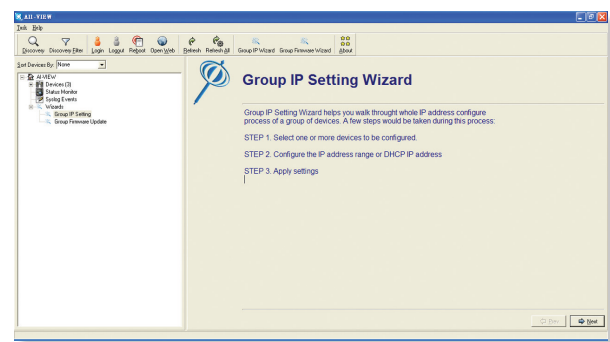 AII-VIEW
Task Help
Discovery Discovery Filter Login Logout Reboot Open Web Refresh Refresh All Group IP Wizard Group Firmware Wizard About
Sort Devices By: None
AI-VIEW
Devices (3)
Status Monitor
Syslog Events
Wizards
Group IP Setting
Group Firmware Update
Group IP Setting Wizard
Group IP Setting Wizard helps you walk throught whole IP address configure
process of a group of devices. A few steps would be taken during this process:
STEP 1. Select one or more devices to be configured.
STEP 2. Configure the IP address range or DHCP IP address
STEP 3. Apply settings
Prev Next